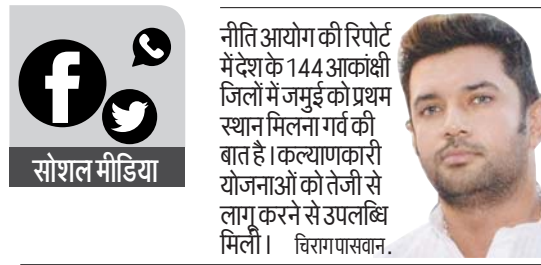 सोशल मीडिया
नीति आयोग की रिपोर्ट
में देश के 144 आकांक्षी
जिलों में जमुई को प्रथम
स्थान मिलना गर्व की
बात है । कल्याणकारी
योजनाओं को तेजी से
लागू करने से उपलब्धि
मिली । चिराग पासवान .